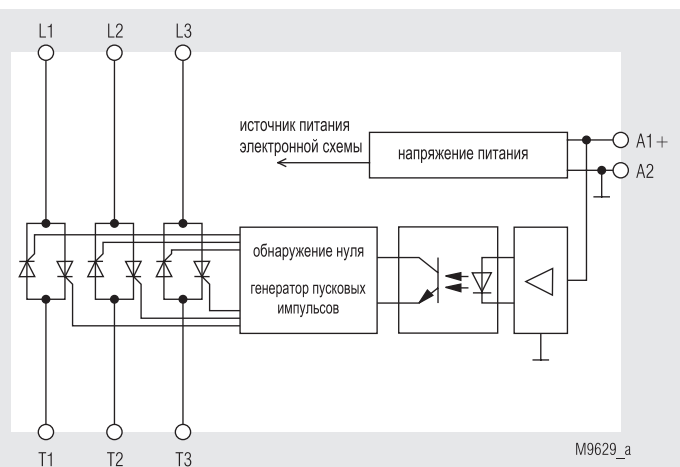 L1
L2
L3
источник питания
электронной схемы
напряжение питания
A1+
A2
обнаружение нуля
генератор пусковых
импульсов
T1
T2
T3
M9629_a